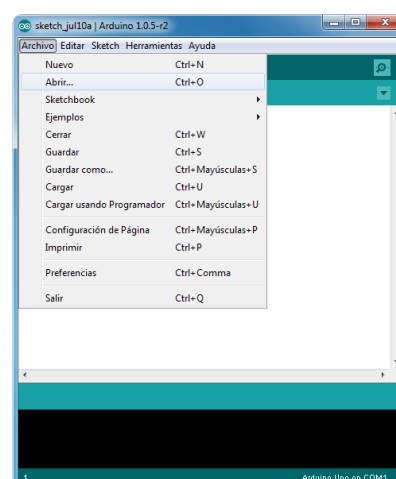 sketch_jul10a | Arduino 1.0.5-r2
Archivo Editar Sketch Herramientas Ayuda
Nuevo Ctrl+N
Abrir... Ctrl+O
Sketchbook
Ejemplos
Cerrar Ctrl+W
Guardar Ctrl+S
Guardar como... Ctrl+Mayúsculas+S
Cargar Ctrl+U
Cargar usando Programador Ctrl+Mayúsculas+U
Configuración de Página Ctrl+Mayúsculas+P
Imprimir Ctrl+P
Preferencias Ctrl+Comma
Salir Ctrl+Q
1 Arduino Uno on COM1